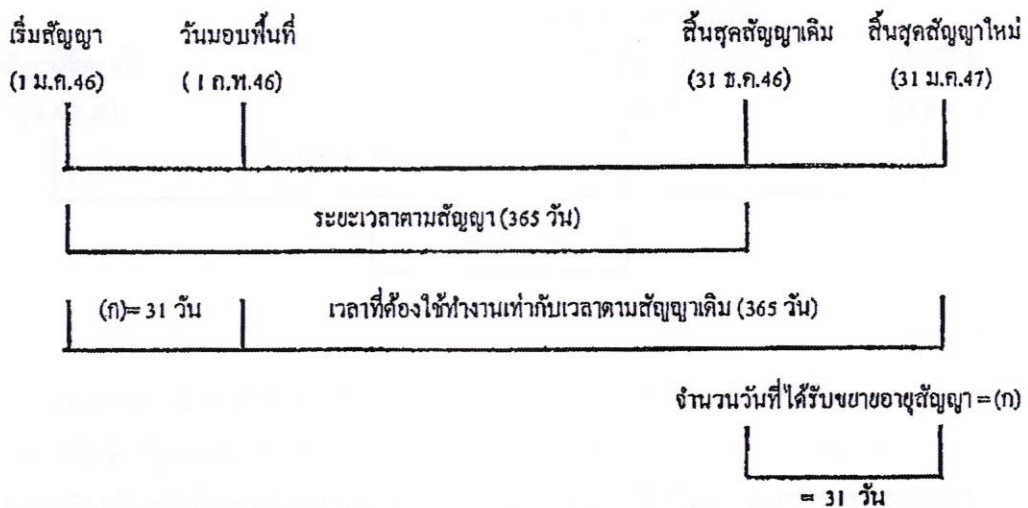 เริ่มสัญญา วันมอบพื้นที่ สิ้นสุดสัญญาเดิม สิ้นสุดสัญญาใหม่
(1 ม.ค.46) (1 ก.พ.46) (31 ธ.ค.46) (31 ม.ค.47)
ระยะเวลาตามสัญญา (365 วัน)
(ก)= 31 วัน เวลาที่ต้องใช้ทำงานเท่ากับเวลาตามสัญญาเดิม (365 วัน)
จำนวนวันที่ได้รับขยายอายุสัญญา = (ก)
= 31 วัน